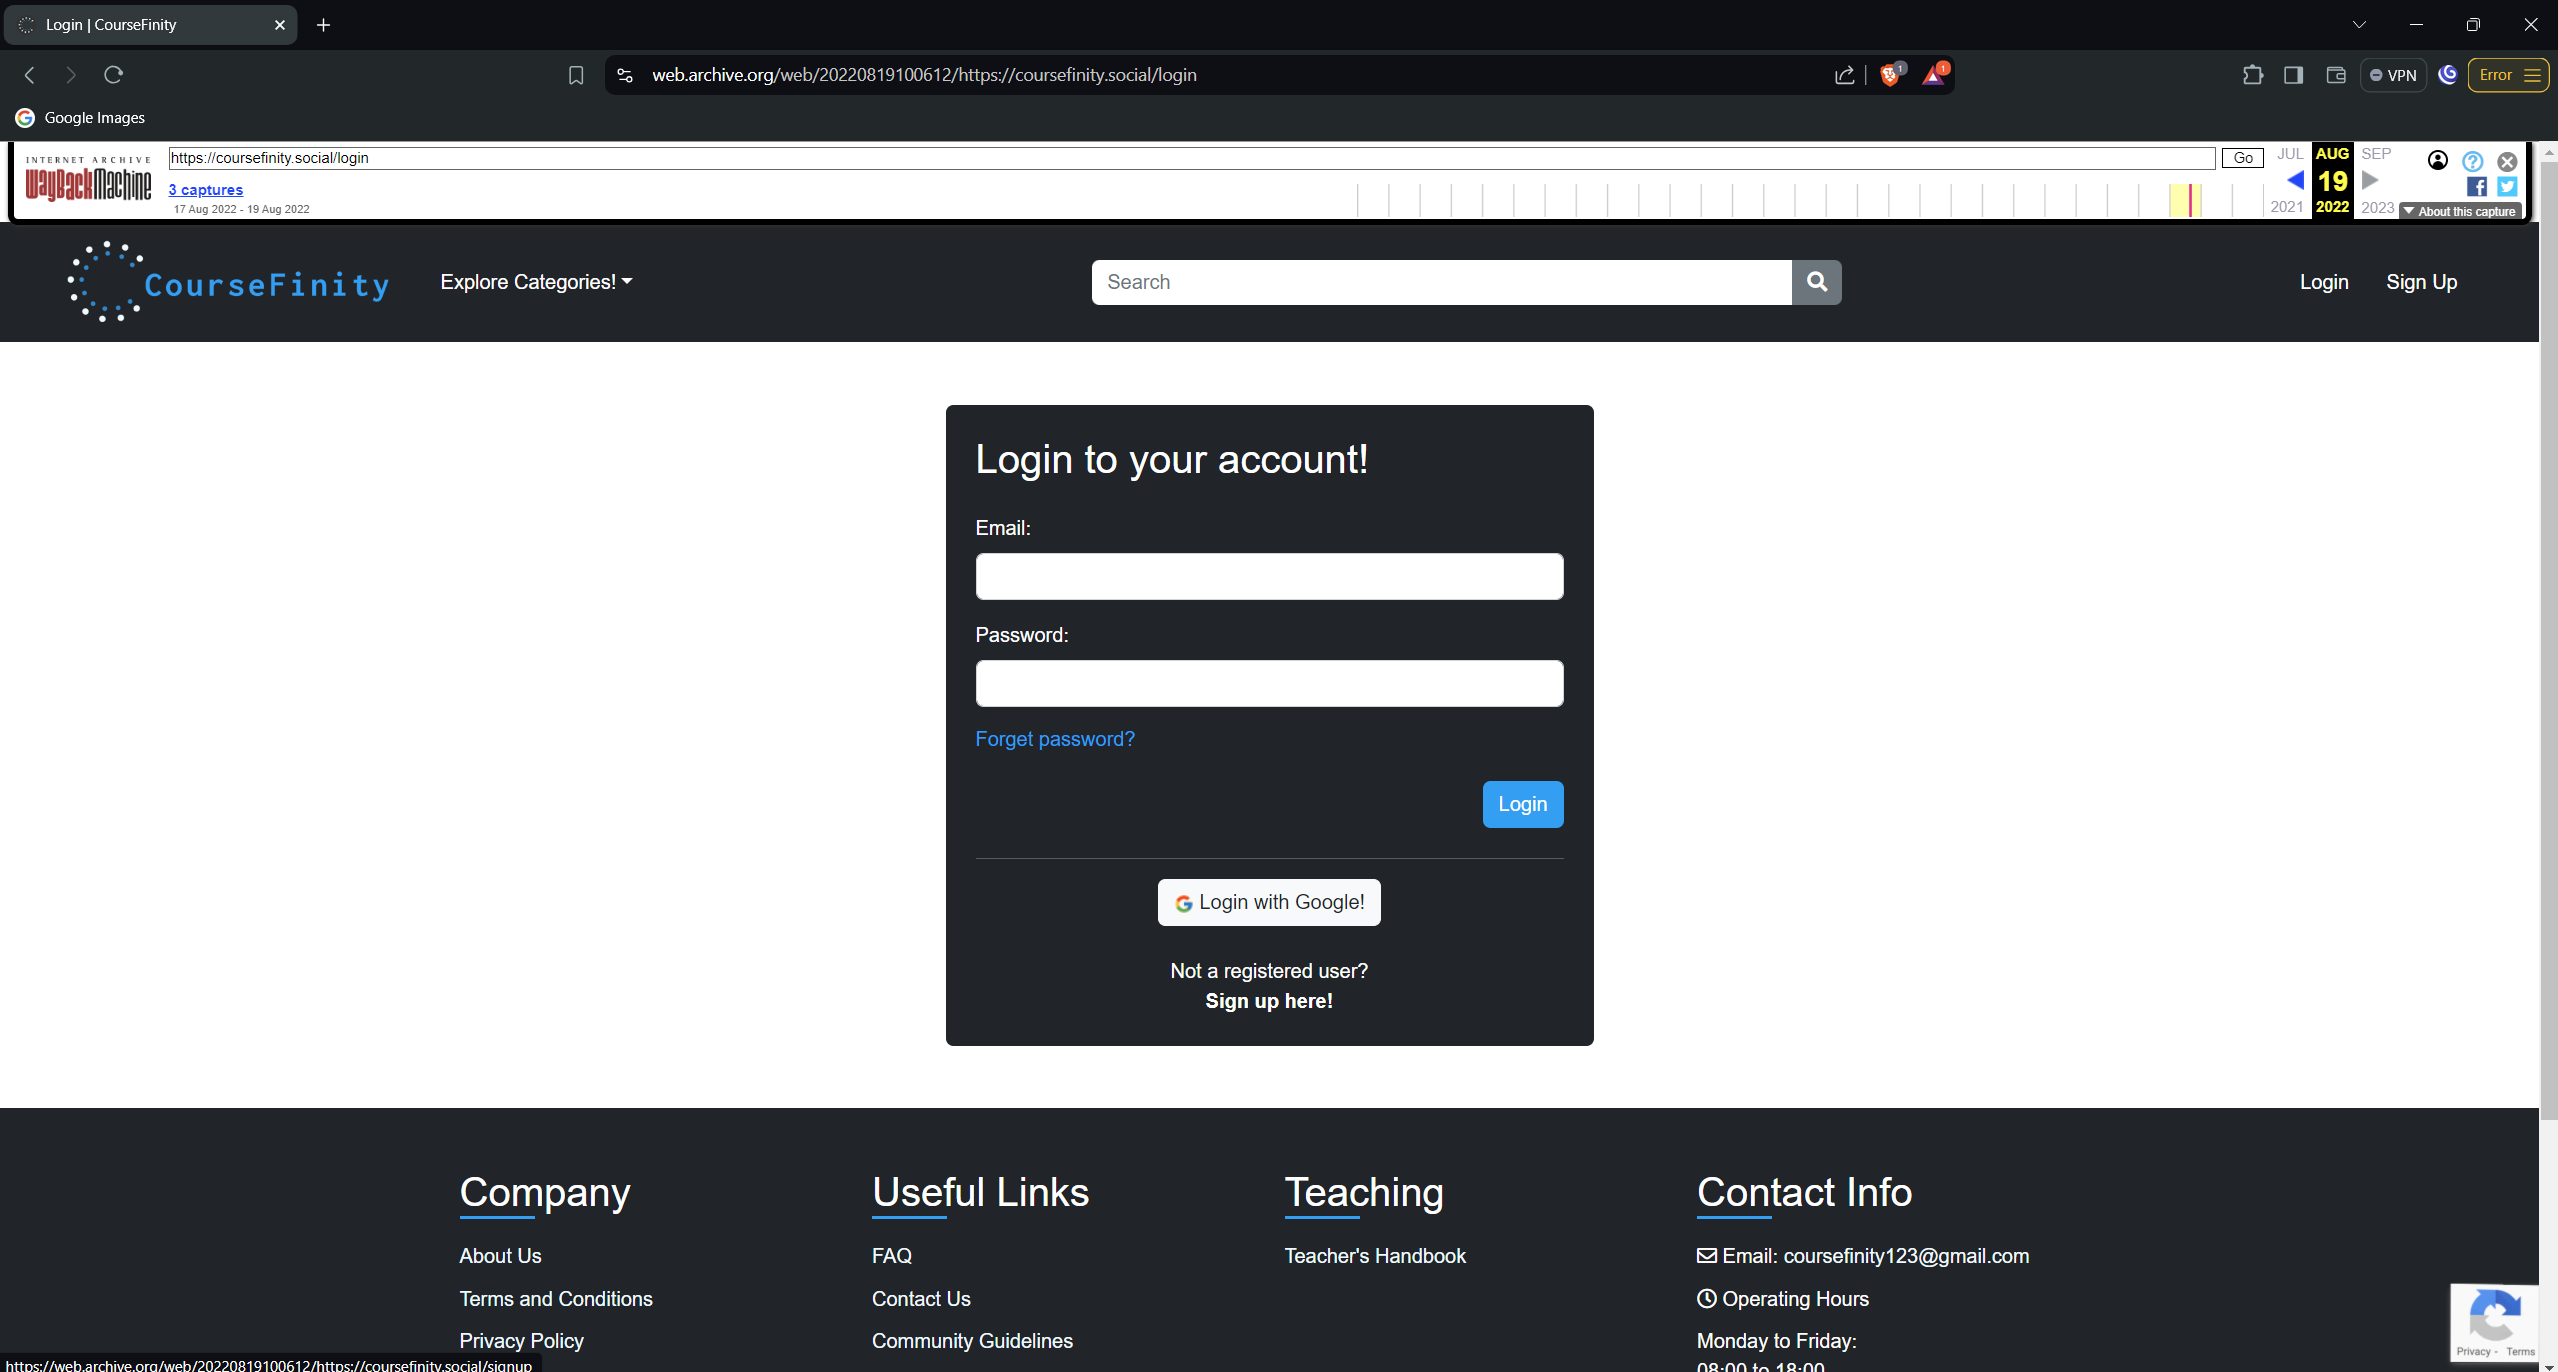 Login | CourseFinity
web.archive.org/web/20220819100612/https://coursefinity.social/login
1
1
VPN
Error
Google Images
INTERNET ARCHIVE
WayBackMachine
https://coursefinity.social/login
Go
JUL
AUG
SEP
3 captures
19
17 Aug 2022 - 19 Aug 2022
2021
2022
2023
About this capture
CourseFinity
Explore Categories!
Search
Login
Sign Up
Login to your account!
Email:
Password:
Forget password?
Login
Login with Google!
Not a registered user?
Sign up here!
Company
About Us
Terms and Conditions
Privacy Policy
Useful Links
FAQ
Contact Us
Community Guidelines
Teaching
Teacher's Handbook
Contact Info
Email: coursefinity123@gmail.com
Operating Hours
Monday to Friday:
08:00 to 18:00
Privacy - Terms
https://web.archive.org/web/20220819100612/https://coursefinity.social/signup